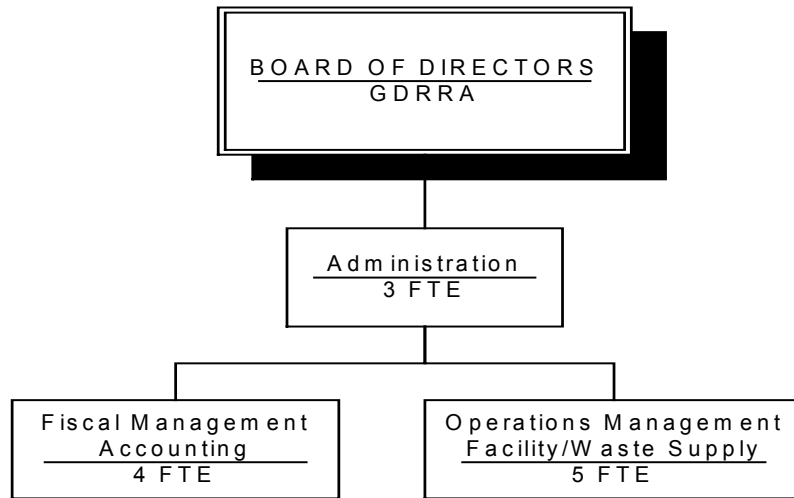 BOARD OF DIRECTORS
GDRRA
Administration
3 FTE
Fiscal Management
Accounting
4 FTE
Operations Management
Facility/Waste Supply
5 FTE